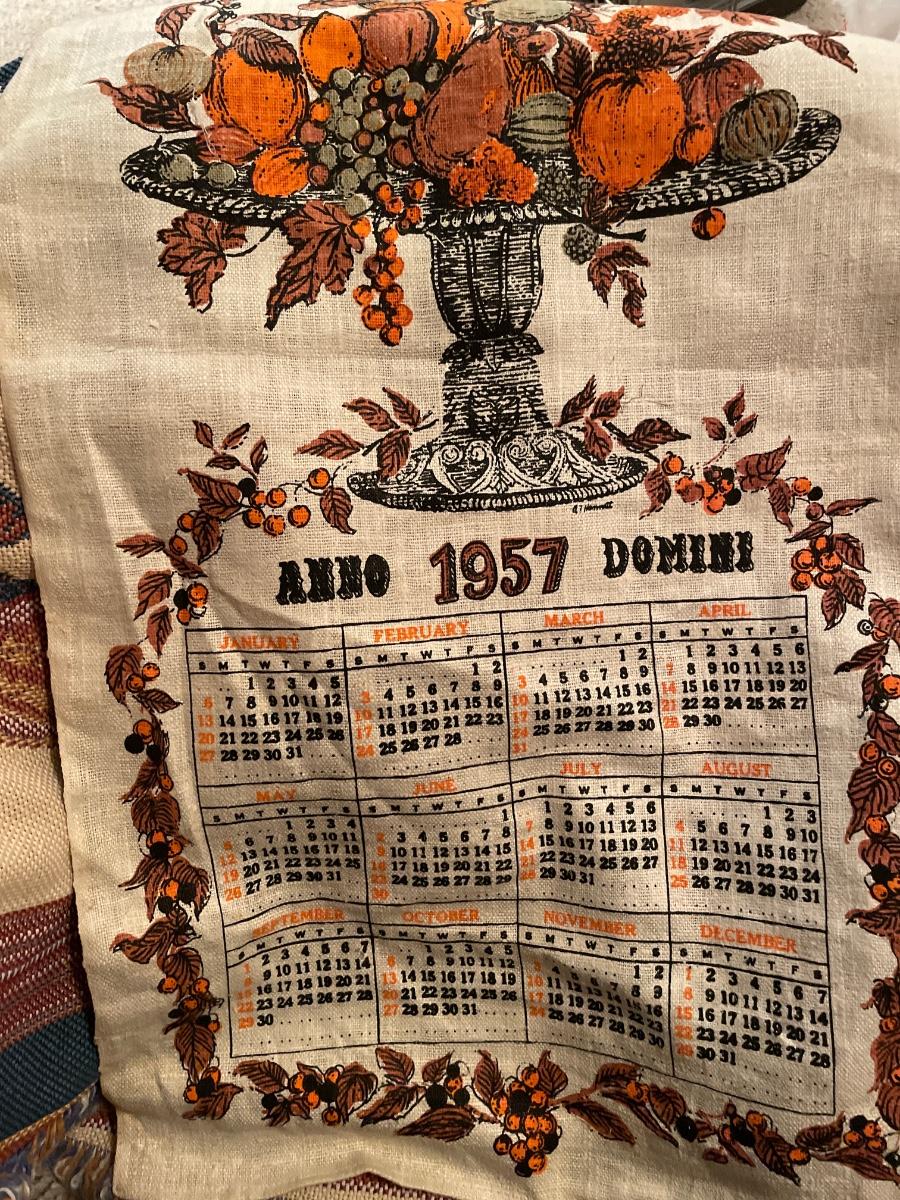 ANNO 1957 DOMINI
JANUARY
S M T W T F S
1 2 3 4 5
6 7 8 9 10 11 12
13 14 15 16 17 18 19
20 21 22 23 24 25 26
27 28 29 30 31
FEBRUARY
S M T W T F S
1 2
3 4 5 6 7 8 9
10 11 12 13 14 15 16
17 18 19 20 21 22 23
24 25 26 27 28
MARCH
S M T W T F S
1 2
3 4 5 6 7 8 9
10 11 12 13 14 15 16
17 18 19 20 21 22 23
24 25 26 27 28 29 30
31
APRIL
S M T W T F S
1 2 3 4 5 6
7 8 9 10 11 12 13
14 15 16 17 18 19 20
21 22 23 24 25 26 27
28 29 30
MAY
S M T W T F S
1 2 3 4
5 6 7 8 9 10 11
12 13 14 15 16 17 18
19 20 21 22 23 24 25
26 27 28 29 30 31
JUNE
S M T W T F S
1
2 3 4 5 6 7 8
9 10 11 12 13 14 15
16 17 18 19 20 21 22
23 24 25 26 27 28 29
30
JULY
S M T W T F S
1 2 3 4 5 6
7 8 9 10 11 12 13
14 15 16 17 18 19 20
21 22 23 24 25 26 27
28 29 30 31
AUGUST
S M T W T F S
1 2 3
4 5 6 7 8 9 10
11 12 13 14 15 16 17
18 19 20 21 22 23 24
25 26 27 28 29 30 31
SEPTEMBER
S M T W T F S
1 2 3 4 5 6 7
8 9 10 11 12 13 14
15 16 17 18 19 20 21
22 23 24 25 26 27 28
29 30
OCTOBER
S M T W T F S
1 2 3 4 5
6 7 8 9 10 11 12
13 14 15 16 17 18 19
20 21 22 23 24 25 26
27 28 29 30 31
NOVEMBER
S M T W T F S
1 2
3 4 5 6 7 8 9
10 11 12 13 14 15 16
17 18 19 20 21 22 23
24 25 26 27 28 29 30
DECEMBER
S M T W T F S
1 2 3 4 5 6 7
8 9 10 11 12 13 14
15 16 17 18 19 20 21
22 23 24 25 26 27 28
29 30 31